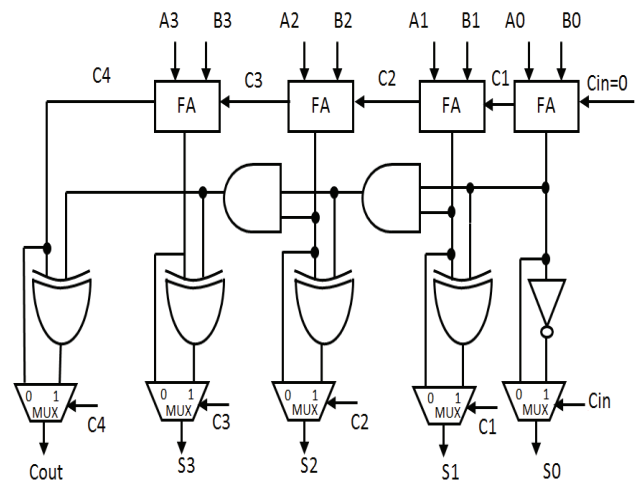 A3 B3 A2 B2 A1 B1 A0 B0
C4 C3 C2 C1 Cin=0
FA FA FA FA
0 1 0 1 0 1 0 1 0 1
MUX MUX MUX MUX MUX
C4 C3 C2 C1 Cin
Cout S3 S2 S1 S0